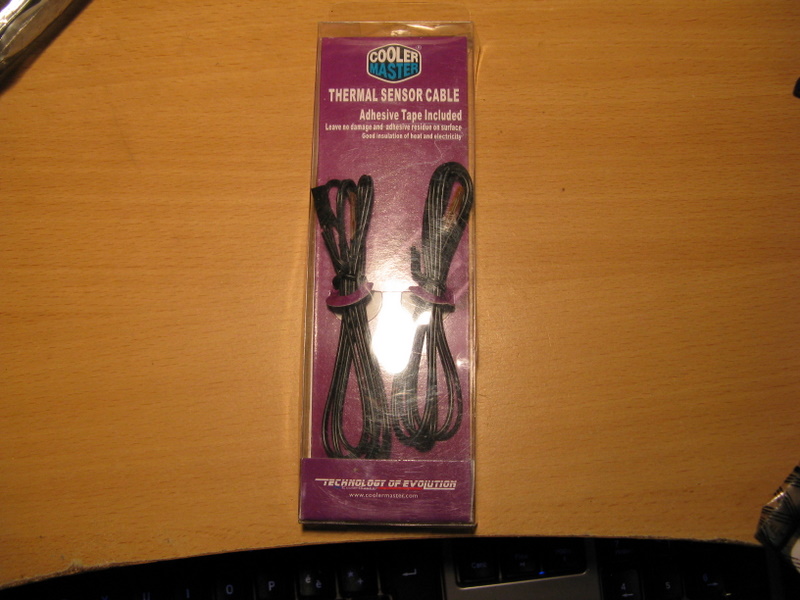 COOLER
MASTER
THERMAL SENSOR CABLE
Adhesive Tape Included
Leave no damage and adhesive residue on surface
Good insulation of heat and electricity
TECHNOLOGY OF EVOLUTION
www.coolermaster.com
U I O P